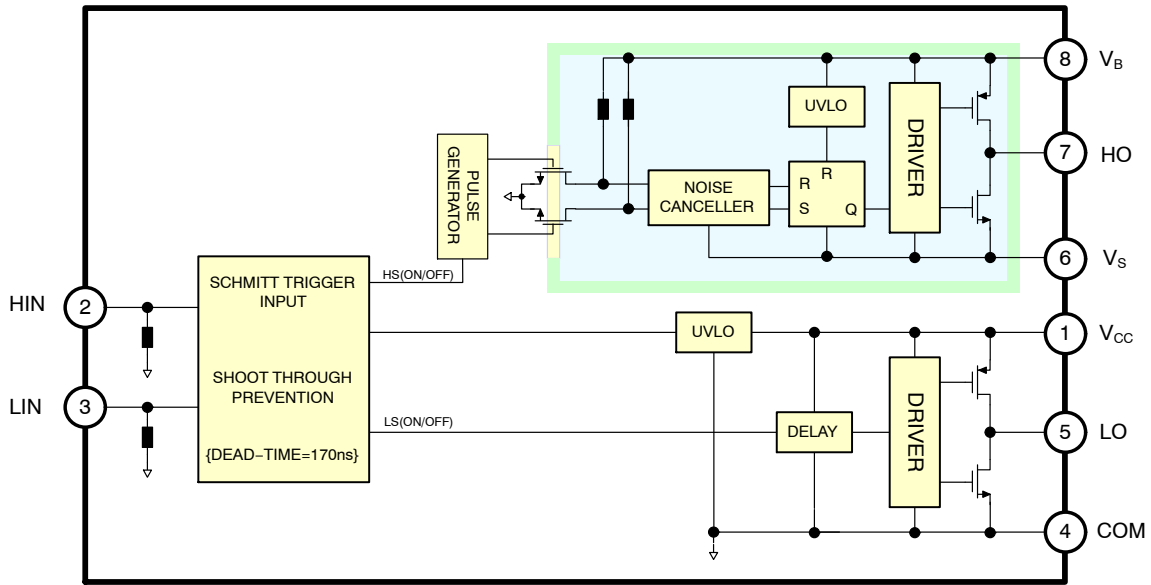 8
V_B
UVLO
DRIVER
PULSE
GENERATOR
7
HO
R
NOISE
CANCELLER
R
S
Q
6
V_S
HS(ON/OFF)
SCHMITT TRIGGER
INPUT
HIN
2
UVLO
1
V_CC
SHOOT THROUGH
PREVENTION
LIN
3
LS(ON/OFF)
DELAY
DRIVER
5
LO
{DEAD−TIME=170ns}
4
COM